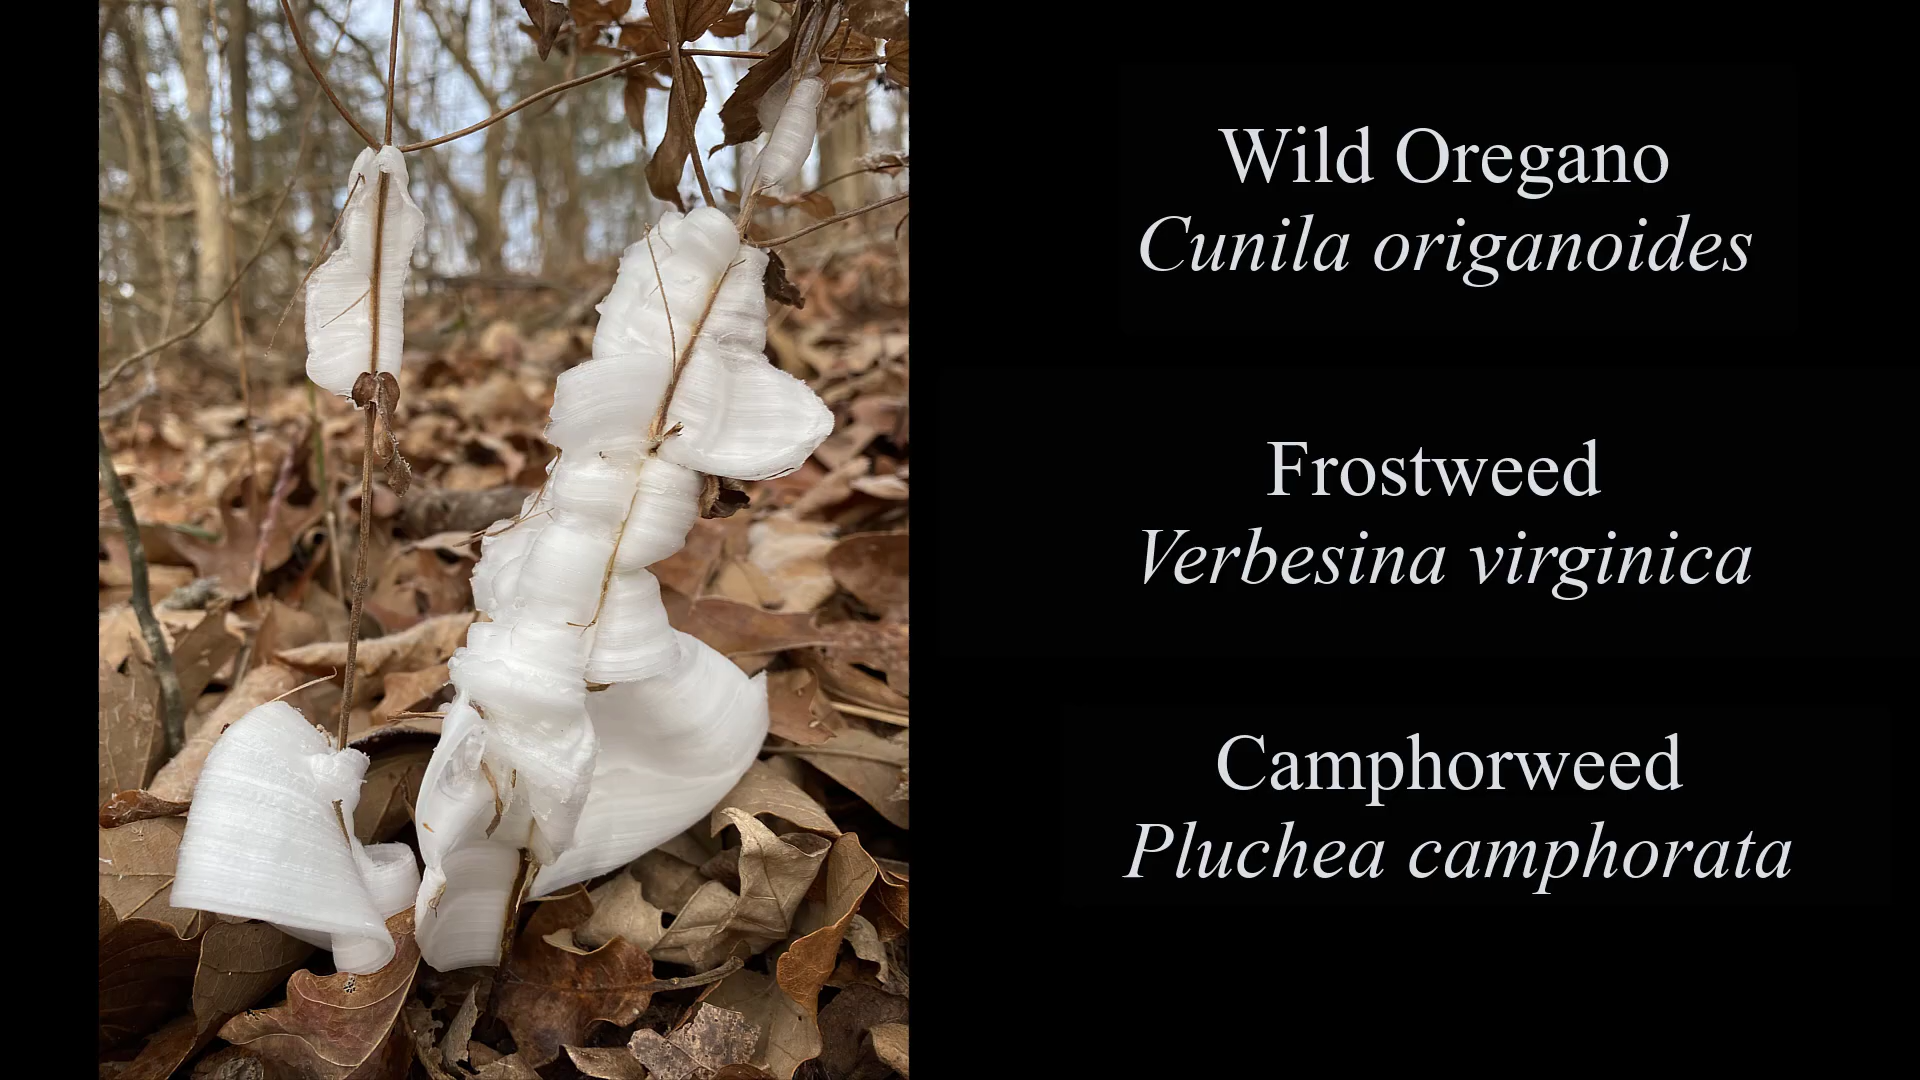 Wild Oregano
Cunila origanoides
Frostweed
Verbesina virginica
Camphorweed
Pluchea camphorata